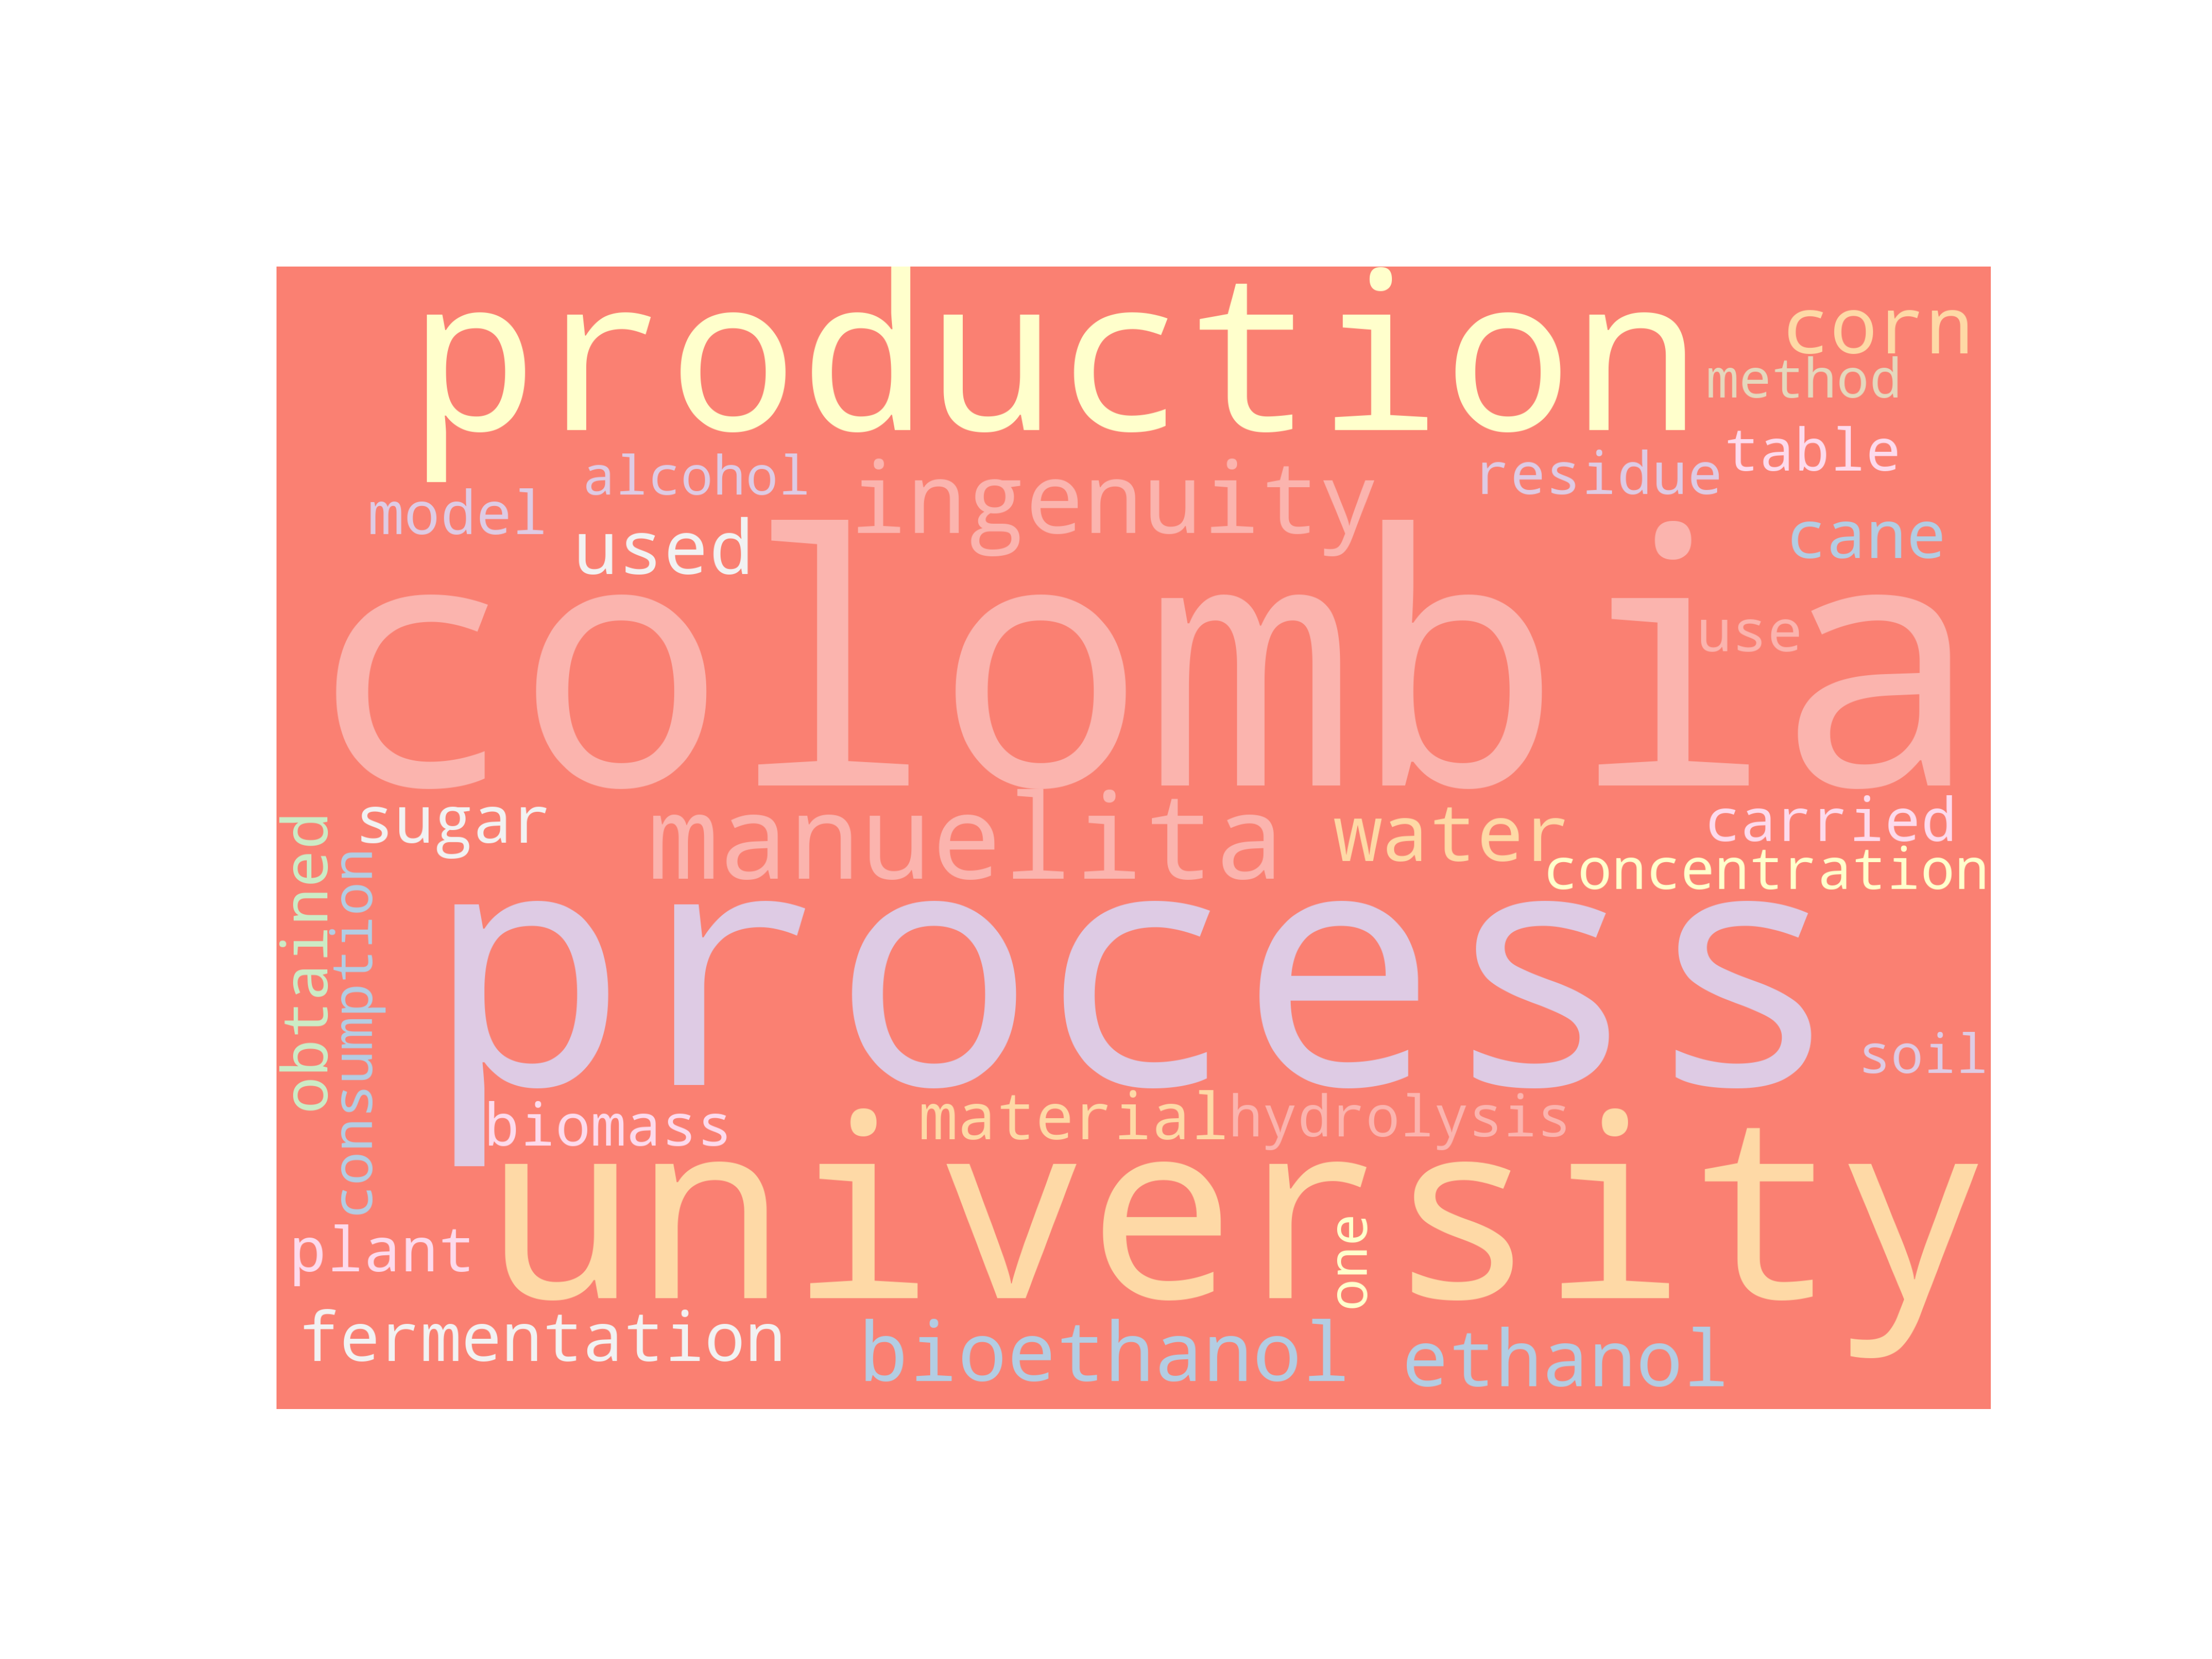 production
corn
method
table
alcohol
ingenuity
residue
model
used
cane
colombia
use
sugar
manuelita
water
carried
concentration
obtained
consumption
process
soil
biomass
material
hydrolysis
university
one
plant
fermentation
bioethanol
ethanol